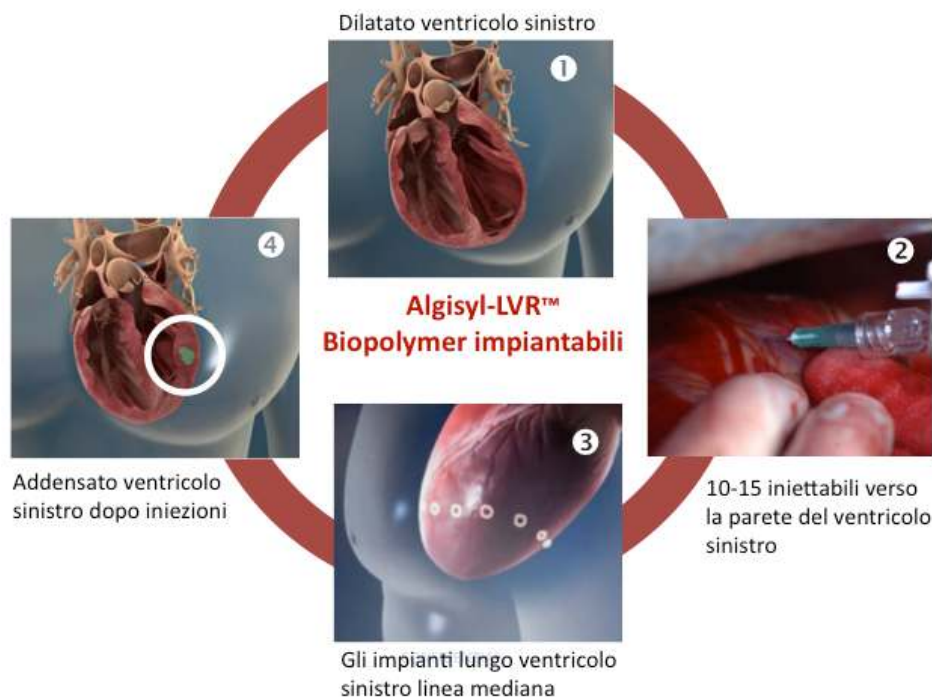 Dilatato ventricolo sinistro
1
2
10-15 iniettabili verso
la parete del ventricolo
sinistro
3
Gli impianti lungo ventricolo
sinistro linea mediana
4
Addensato ventricolo
sinistro dopo iniezioni
Algisyl-LVR™
Biopolymer impiantabili